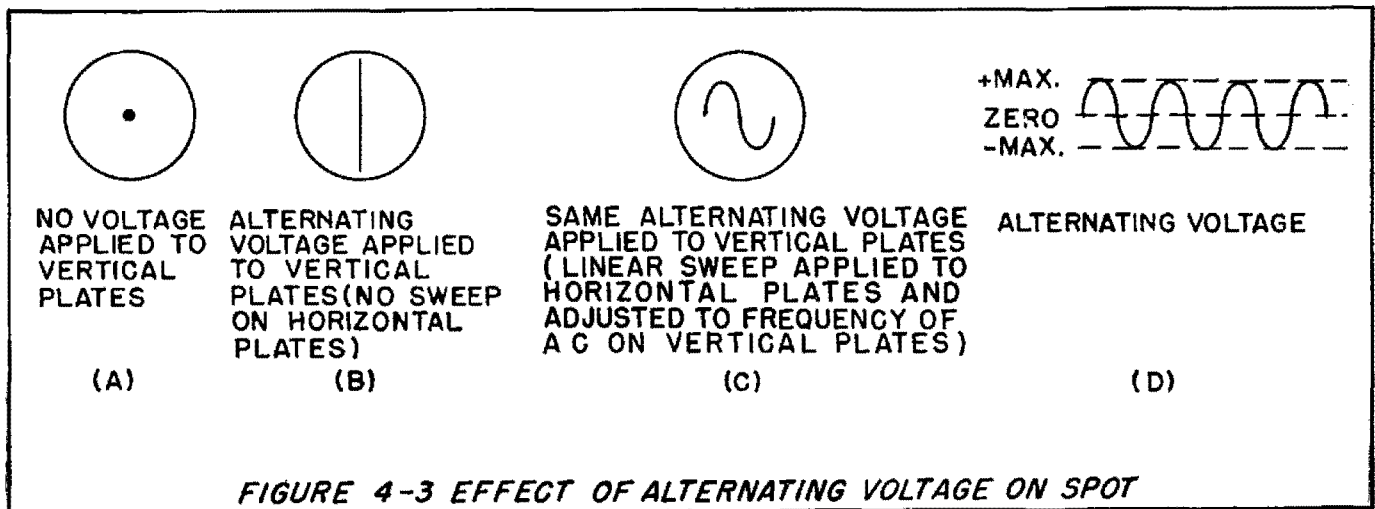 +MAX.
ZERO
-MAX.
NO VOLTAGE
APPLIED TO
VERTICAL
PLATES
(A)
ALTERNATING
VOLTAGE APPLIED
TO VERTICAL
PLATES(NO SWEEP
ON HORIZONTAL
PLATES)
(B)
SAME ALTERNATING VOLTAGE
APPLIED TO VERTICAL PLATES
(LINEAR SWEEP APPLIED TO
HORIZONTAL PLATES AND
ADJUSTED TO FREQUENCY OF
AC ON VERTICAL PLATES)
(C)
ALTERNATING VOLTAGE
(D)
FIGURE 4-3 EFFECT OF ALTERNATING VOLTAGE ON SPOT